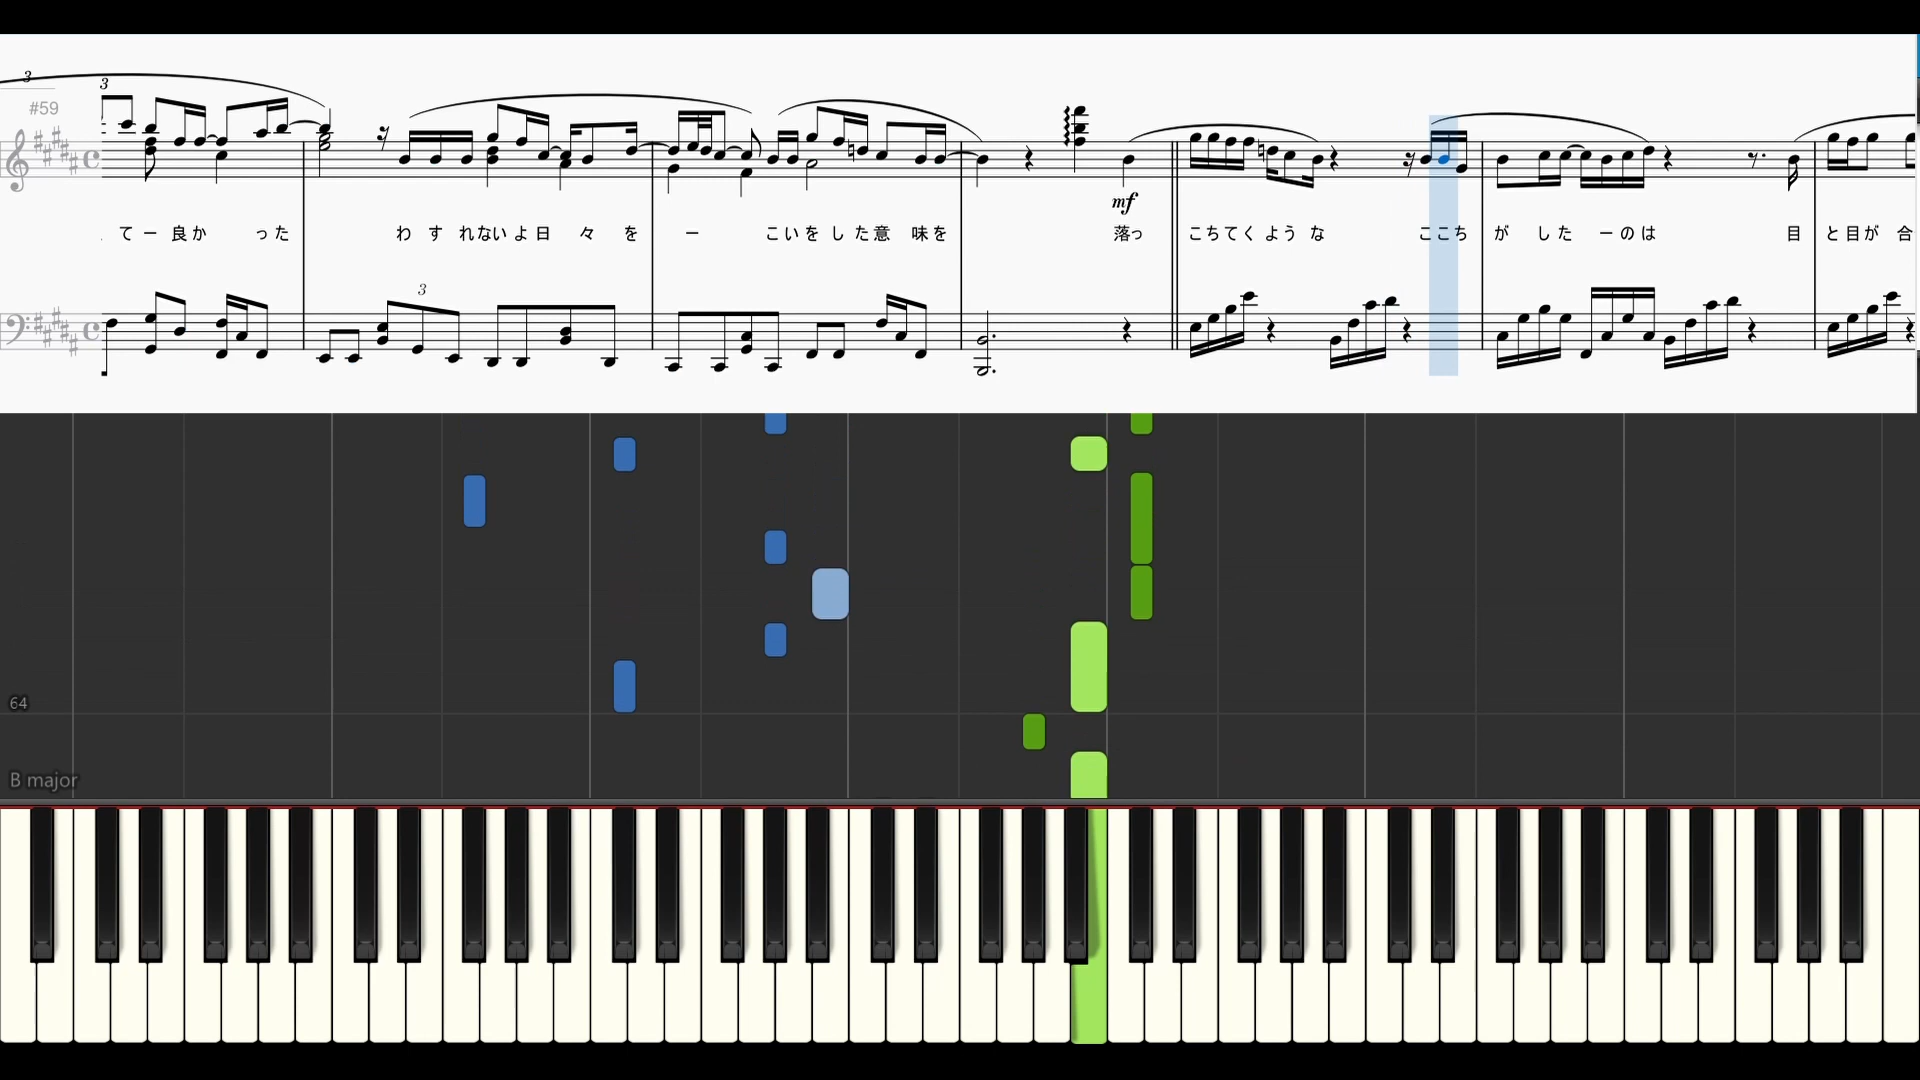 3
3
#59
3
mf
て ー 良か った わ す れないよ日 々 を ー こいを し た意 味を 落っ こちてく よう な ここち が し た ーのは 目 と目が 合
64
B major